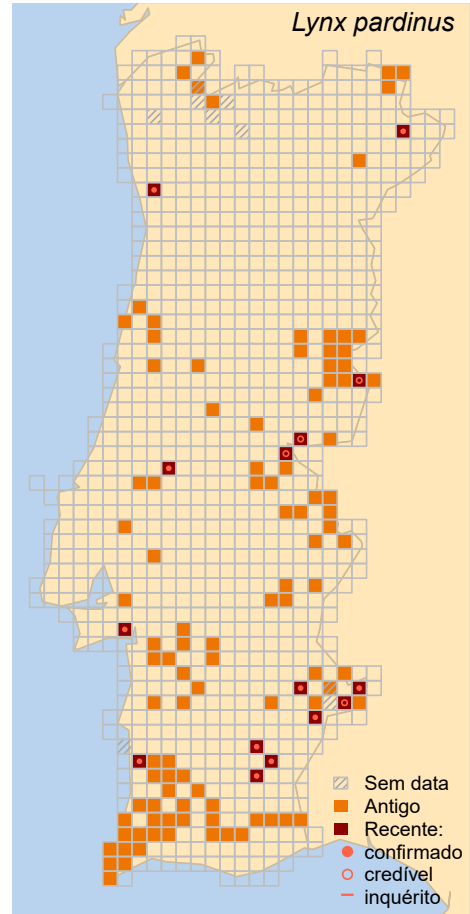 Lynx pardinus
Sem data
Antigo
Recente:
confirmado
credível
inquérito